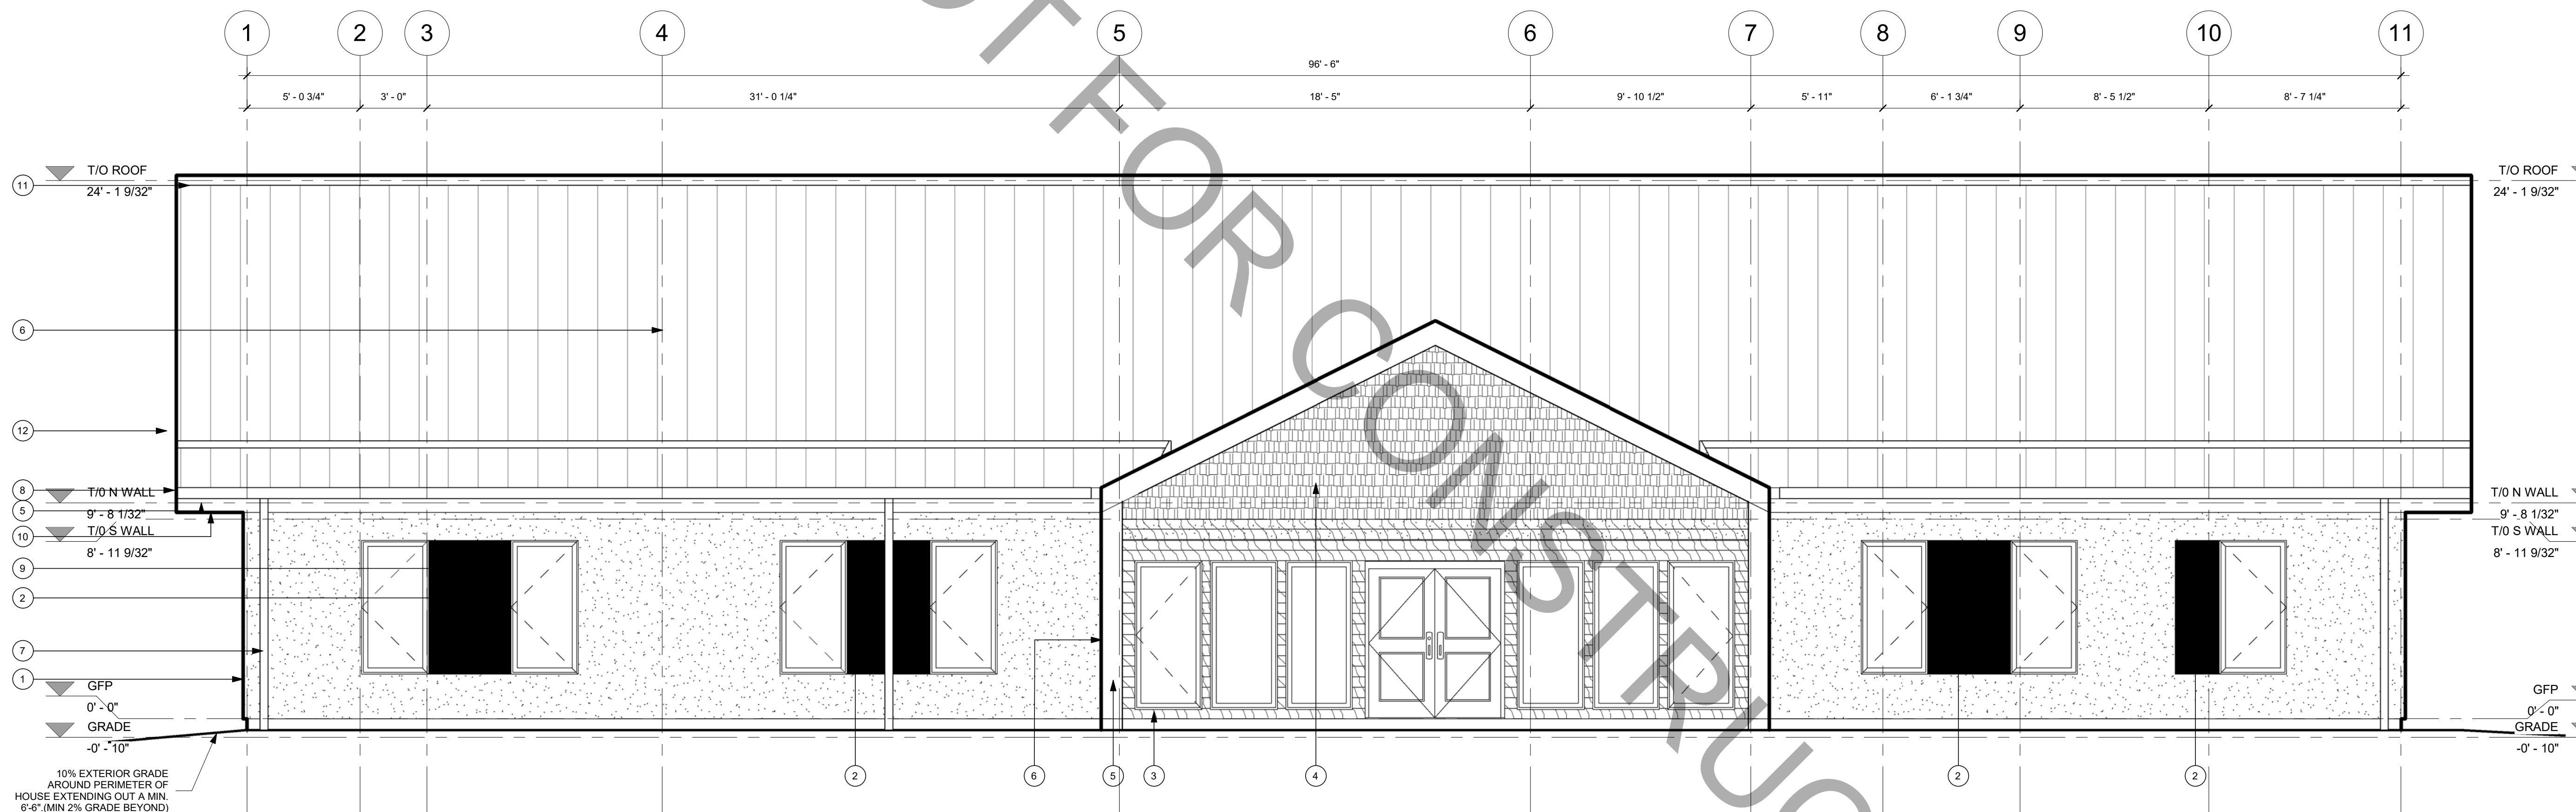 1 2 3 4 5 6 7 8 9 10 11
96' - 6"
5' - 0 3/4" 3' - 0" 31' - 0 1/4" 18' - 5" 9' - 10 1/2" 5' - 11" 6' - 1 3/4" 8' - 5 1/2" 8' - 7 1/4"
T/O ROOF
24' - 1 9/32"
T/O ROOF
24' - 1 9/32"
11
6
12
8
T/0 N WALL
5
9' - 8 1/32"
10
T/0 S WALL
8' - 11 9/32"
T/0 N WALL
9' - 8 1/32"
T/0 S WALL
8' - 11 9/32"
9
2
7
1
GFP
0' - 0"
GRADE
-0' - 10"
GFP
0' - 0"
GRADE
-0' - 10"
10% EXTERIOR GRADE
AROUND PERIMETER OF
HOUSE EXTENDING OUT A MIN.
6'-6".(MIN 2% GRADE BEYOND)
2 6 5 3 4 2 2
FOR